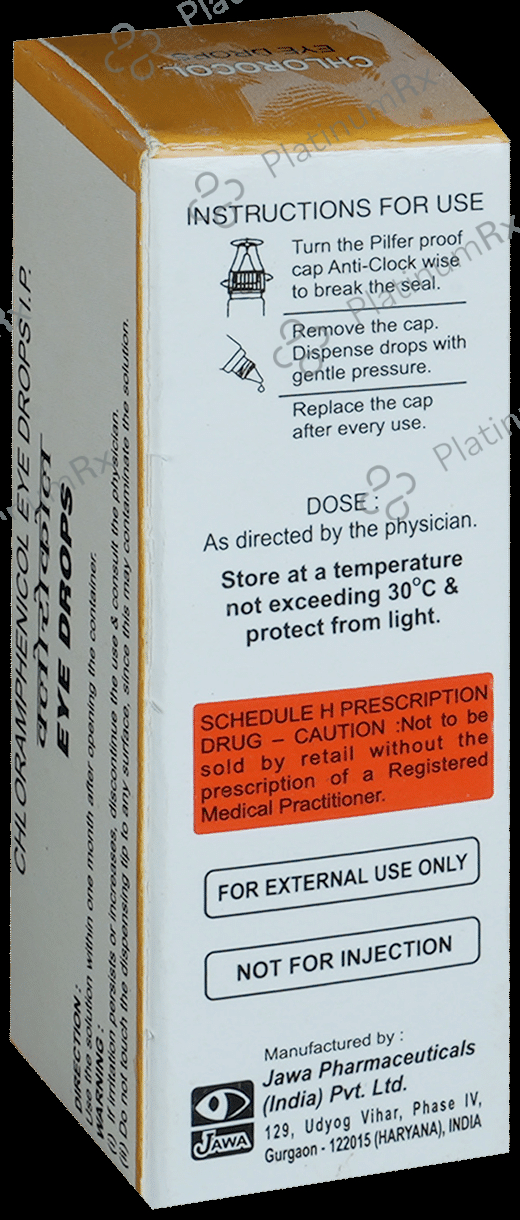 CHLOROCOL
EYE DROPS
INSTRUCTIONS FOR USE
Turn the Pilfer proof
cap Anti-Clock wise
to break the seal.
Remove the cap.
Dispense drops with
gentle pressure.
Replace the cap
after every use.
DOSE :
As directed by the physician.
Store at a temperature
not exceeding 30°C &
protect from light.
SCHEDULE H PRESCRIPTION
DRUG – CAUTION :Not to be
sold by retail without the
prescription of a Registered
Medical Practitioner.
FOR EXTERNAL USE ONLY
NOT FOR INJECTION
Manufactured by :
Jawa Pharmaceuticals
(India) Pvt. Ltd.
129, Udyog Vihar, Phase IV,
Gurgaon - 122015 (HARYANA), INDIA
JAWA
CHLORAMPHENICOL EYE DROPS I.P.
क्लोरोकोल
EYE DROPS
DIRECTION :
Use the solution within one month after opening the container.
WARNING :
(i) If irritation persists or increases, discontinue the use & consult the physician.
(ii) Do not touch the dispensing tip to any surface, since this may contaminate the solution.
PlatinumRx
PlatinumRx